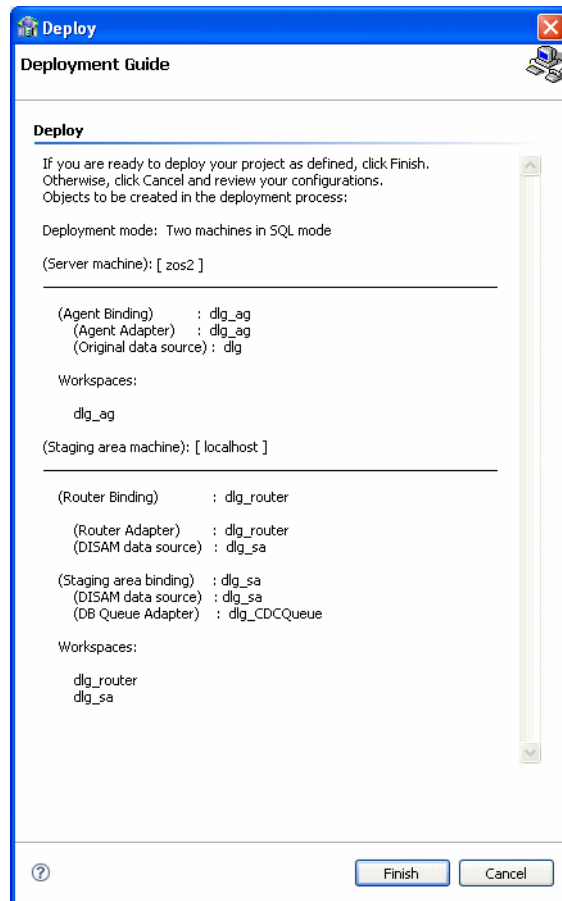 Deploy
Deployment Guide
Deploy
If you are ready to deploy your project as defined, click Finish.
Otherwise, click Cancel and review your configurations.
Objects to be created in the deployment process:
Deployment mode: Two machines in SQL mode
(Server machine): [ zos2 ]
(Agent Binding) : dlg_ag
(Agent Adapter) : dlg_ag
(Original data source) : dlg
Workspaces:
dlg_ag
(Staging area machine): [ localhost ]
(Router Binding) : dlg_router
(Router Adapter) : dlg_router
(DISAM data source) : dlg_sa
(Staging area binding) : dlg_sa
(DISAM data source) : dlg_sa
(DB Queue Adapter) : dlg_CDCQueue
Workspaces:
dlg_router
dlg_sa
?
Finish Cancel